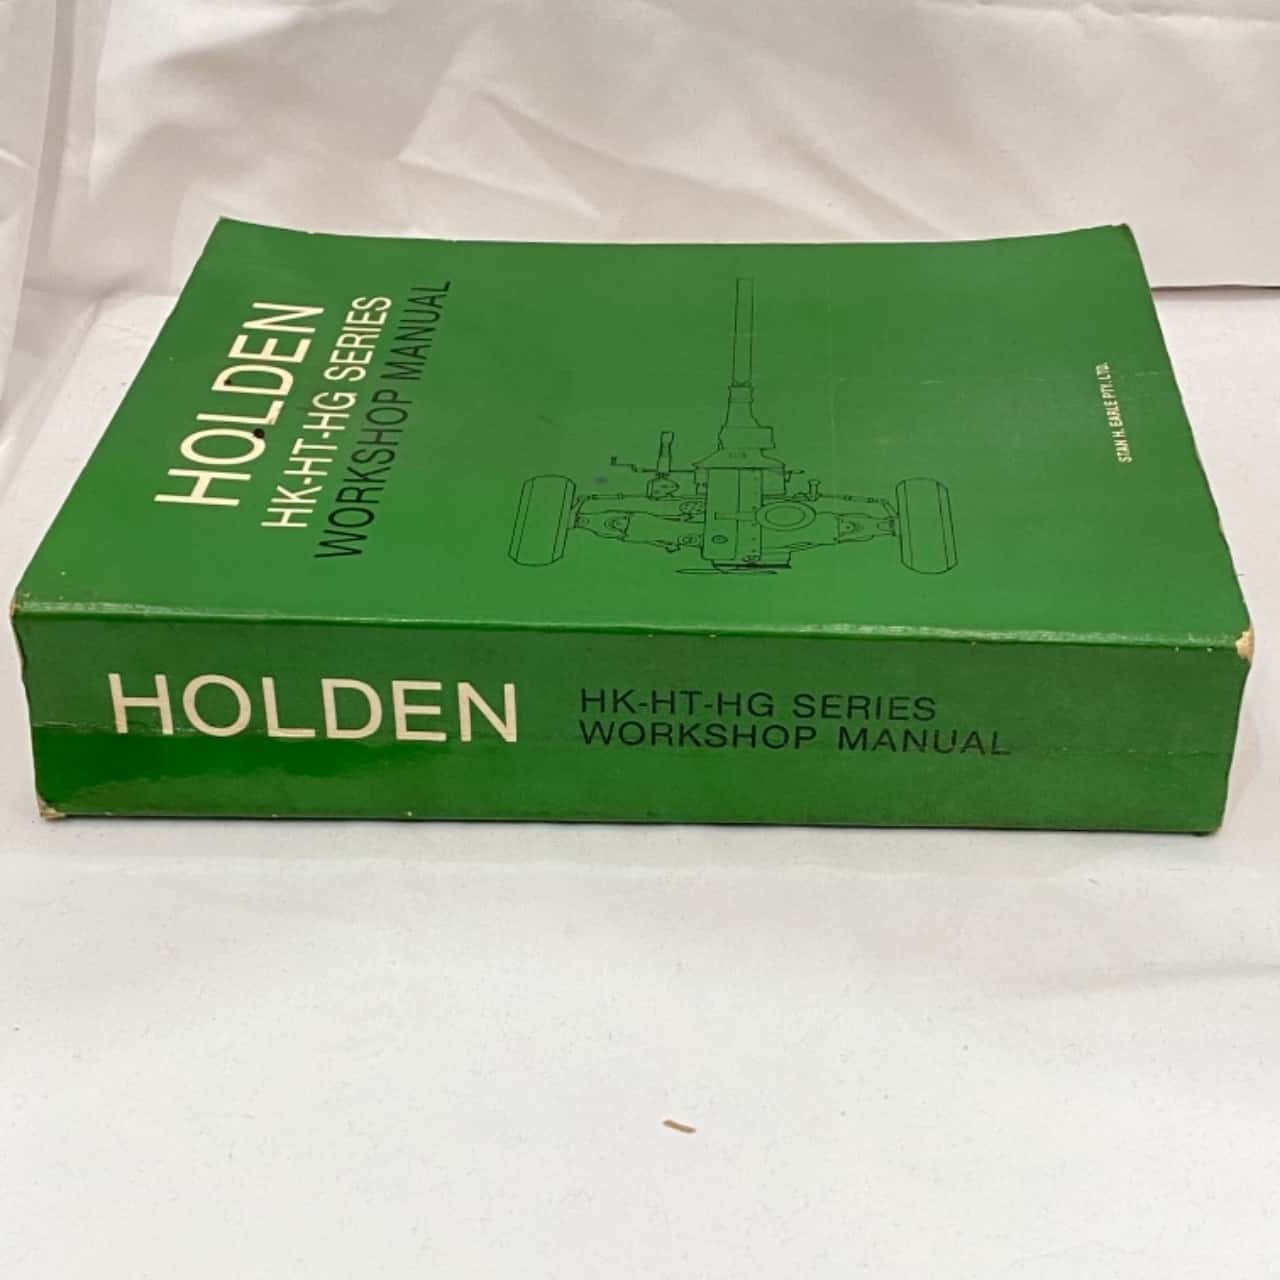 HOLDEN
HK-HT-HG SERIES
WORKSHOP MANUAL
STAN H. EARLE PTY. LTD.
HOLDEN
HK-HT-HG SERIES
WORKSHOP MANUAL